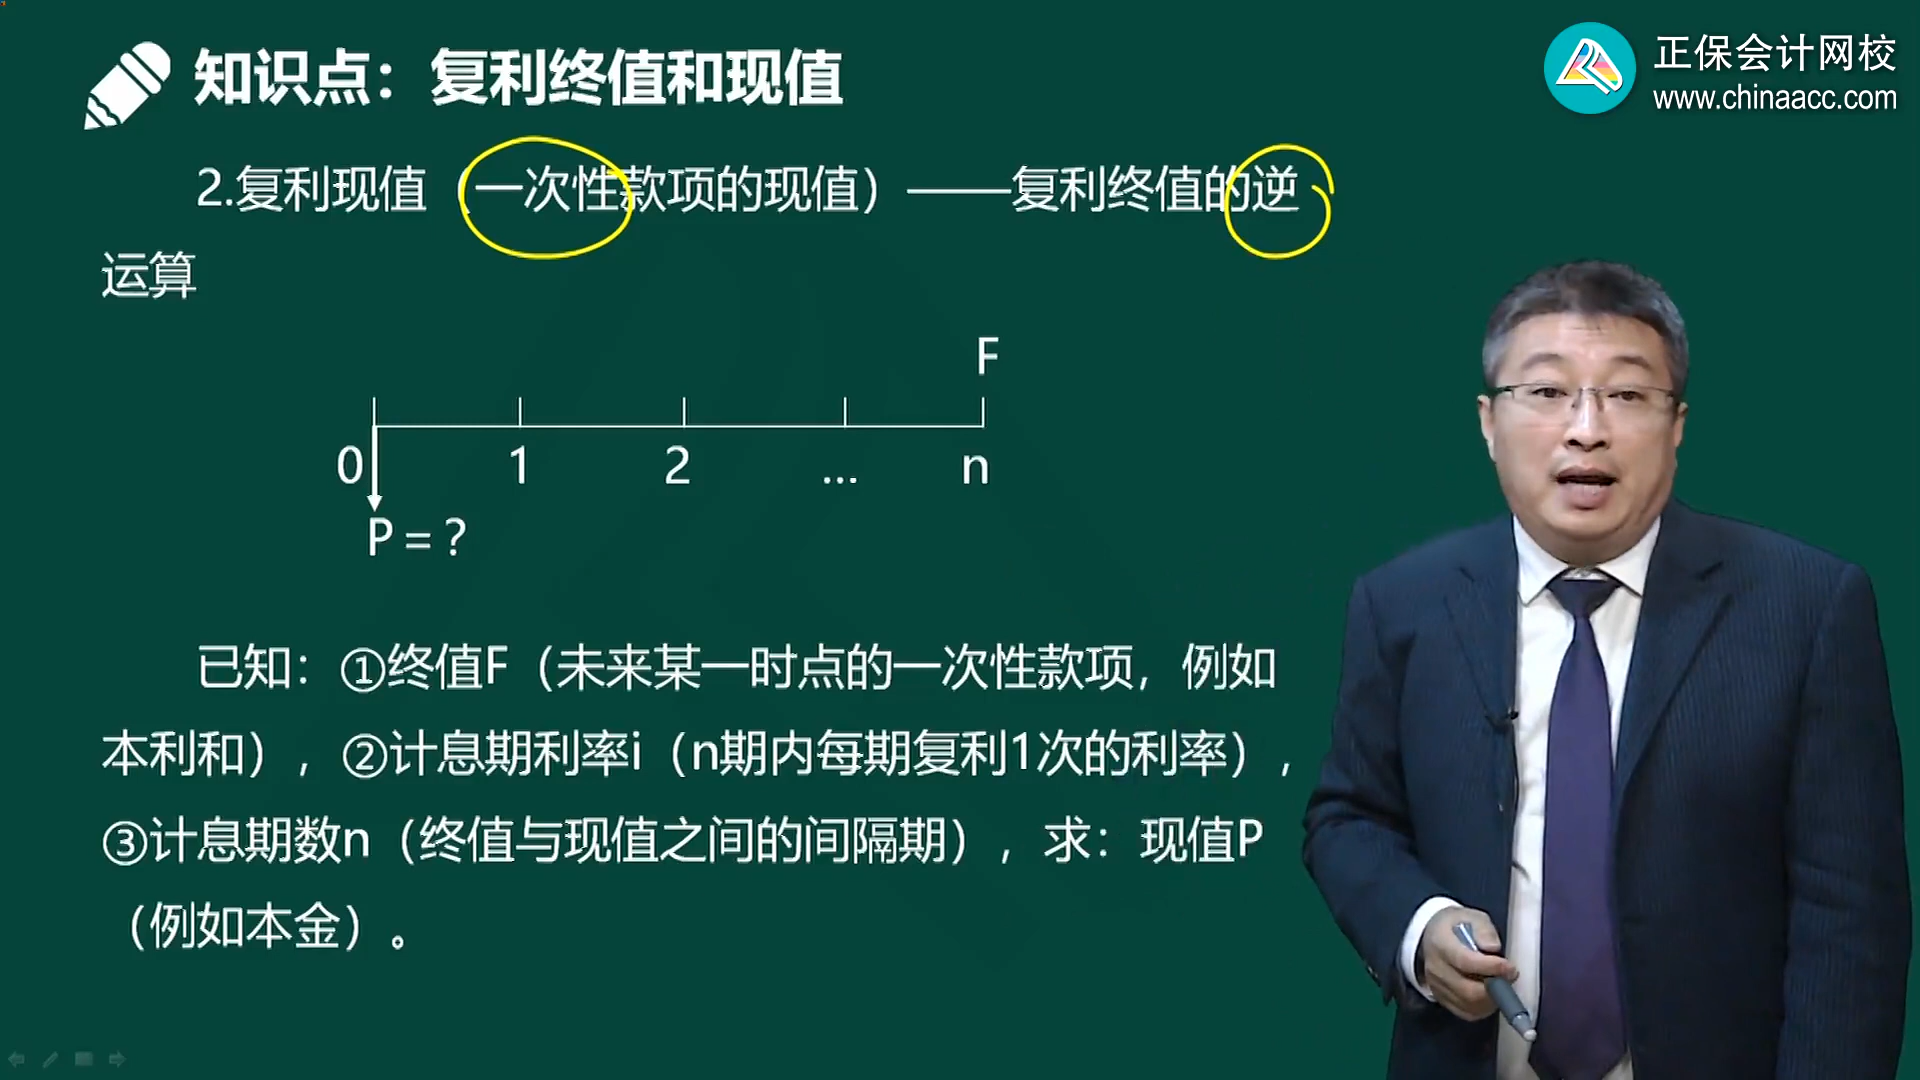 正保会计网校
www.chinaacc.com
知识点：复利终值和现值
2.复利现值（一次性款项的现值）——复利终值的逆
运算
F
0 1 2 … n
P=？
已知：①终值F（未来某一时点的一次性款项，例如
本利和），②计息期利率i（n期内每期复利1次的利率），
③计息期数n（终值与现值之间的间隔期），求：现值P
（例如本金）。